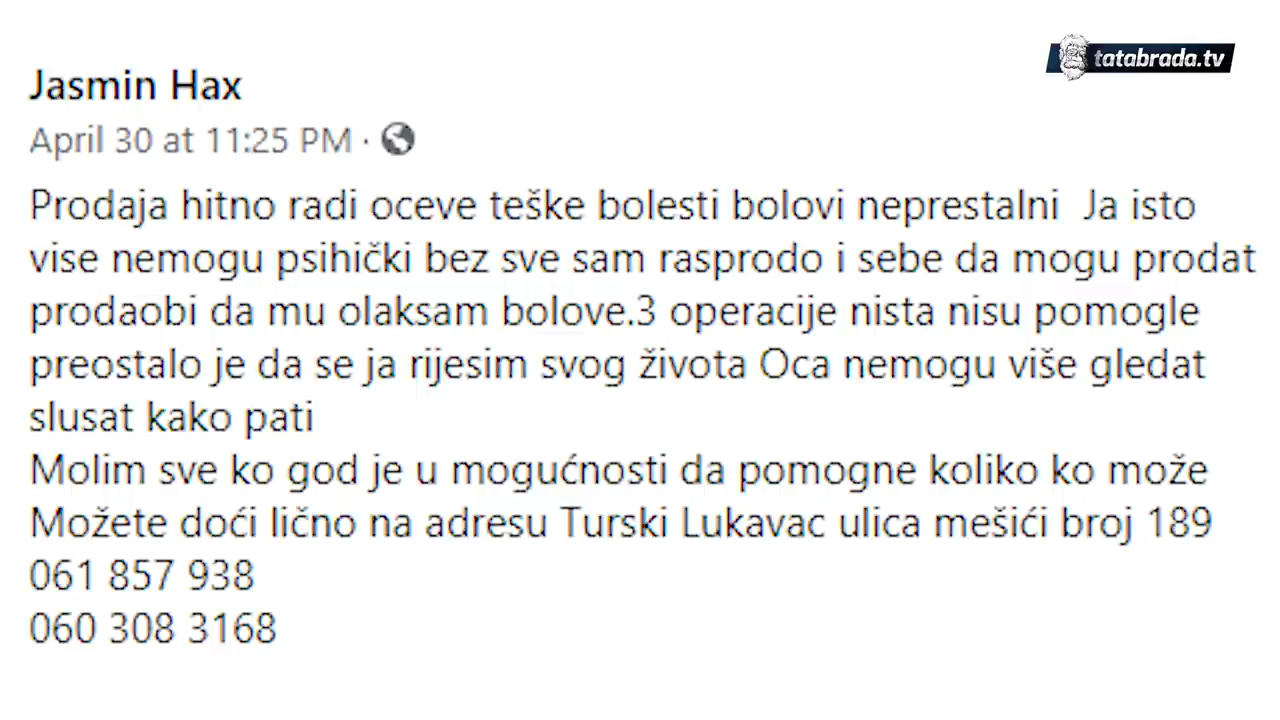 tatabrada.tv
Jasmin Hax
April 30 at 11:25 PM ·
Prodaja hitno radi oceve teške bolesti bolovi neprestalni Ja isto
vise nemogu psihički bez sve sam rasprodo i sebe da mogu prodat
prodaobi da mu olaksam bolove.3 operacije nista nisu pomogle
preostalo je da se ja rijesim svog života Oca nemogu više gledat
slusat kako pati
Molim sve ko god je u mogućnosti da pomogne koliko ko može
Možete doći lično na adresu Turski Lukavac ulica mešići broj 189
061 857 938
060 308 3168